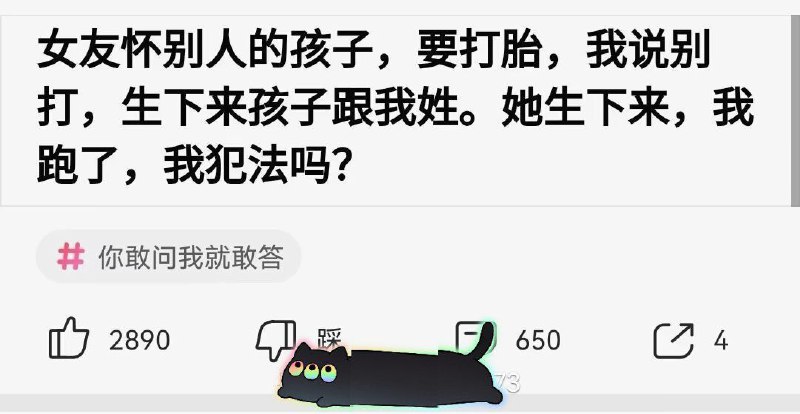 女友怀别人的孩子，要打胎，我说别
打，生下来孩子跟我姓。她生下来，我
跑了，我犯法吗？
# 你敢问我就敢答
2890 踩 650 4
73